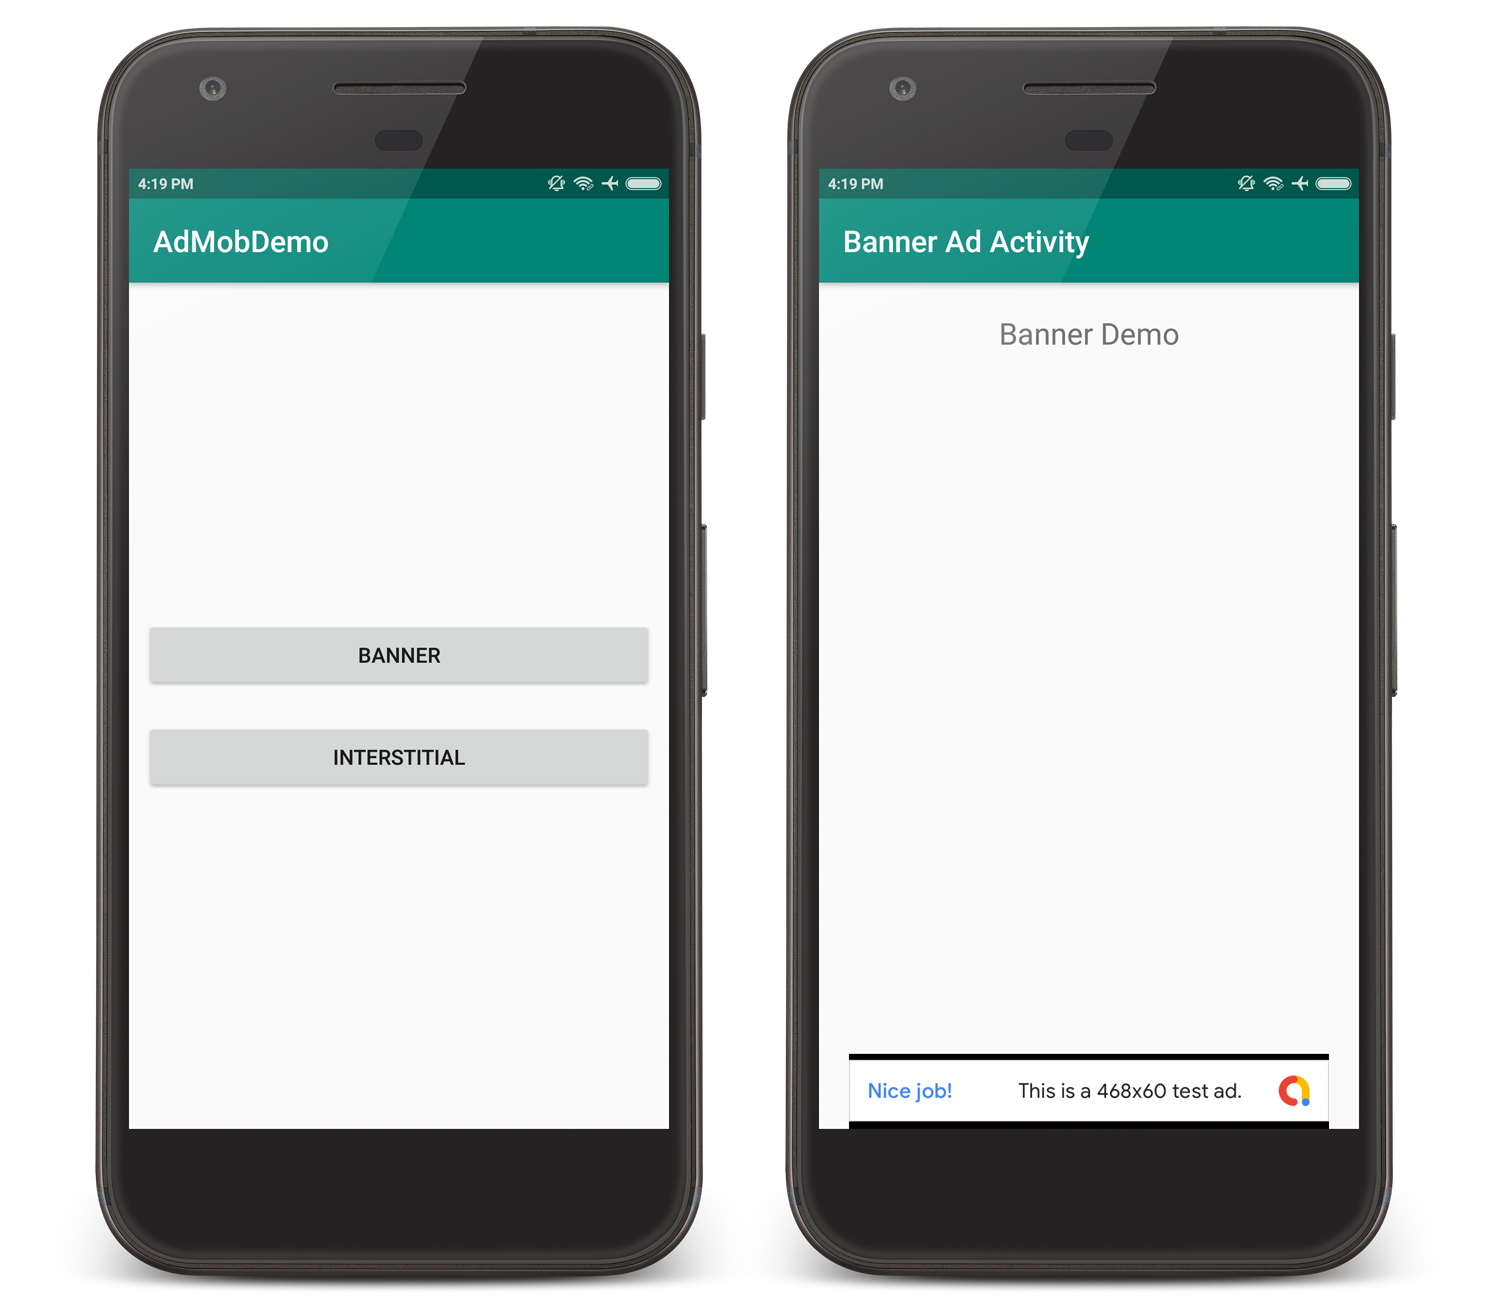 4:19 PM
AdMobDemo
BANNER
INTERSTITIAL
4:19 PM
Banner Ad Activity
Banner Demo
Nice job! This is a 468x60 test ad.